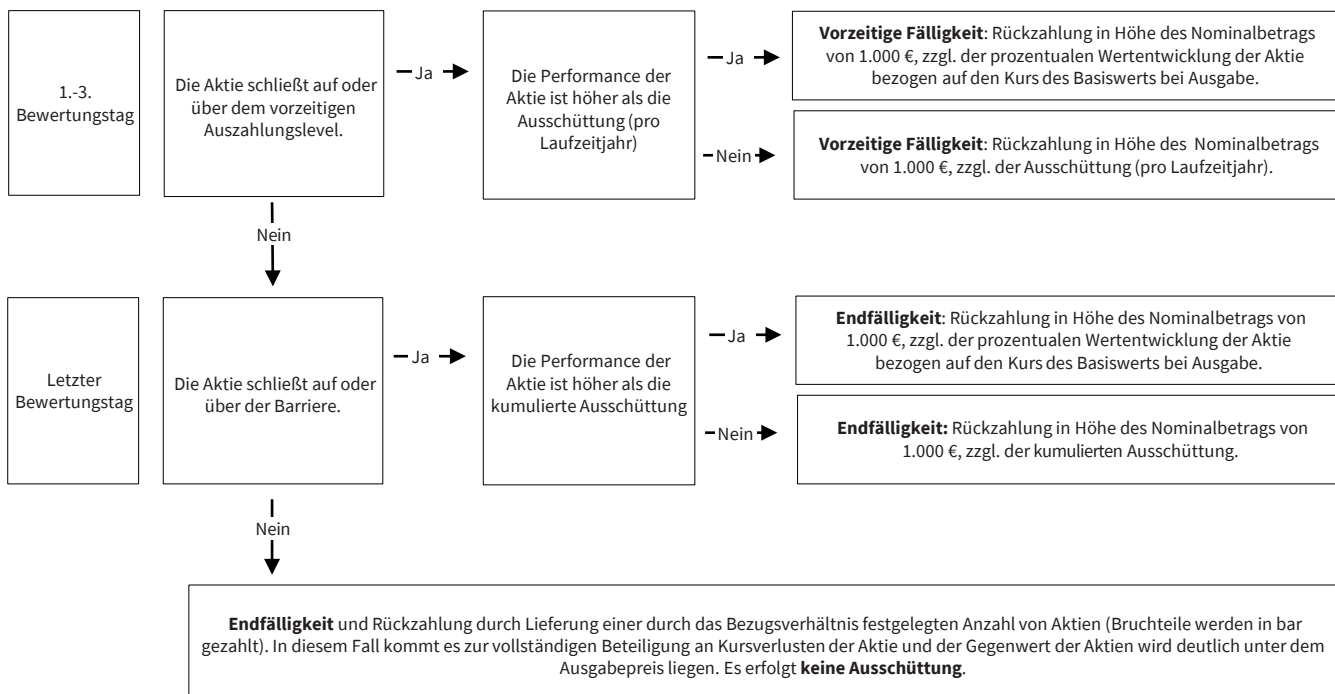 1.-3.
Bewertungstag
Die Aktie schließt auf oder
über dem vorzeitigen
Auszahlungslevel.
Ja
Die Performance der
Aktie ist höher als die
Ausschüttung (pro
Laufzeitjahr)
Ja
Vorzeitige Fälligkeit: Rückzahlung in Höhe des Nominalbetrags
von 1.000 €, zzgl. der prozentualen Wertentwicklung der Aktie
bezogen auf den Kurs des Basiswerts bei Ausgabe.
Nein
Vorzeitige Fälligkeit: Rückzahlung in Höhe des Nominalbetrags
von 1.000 €, zzgl. der Ausschüttung (pro Laufzeitjahr).
Nein
Letzter
Bewertungstag
Die Aktie schließt auf oder
über der Barriere.
Ja
Die Performance der
Aktie ist höher als die
kumulierte Ausschüttung
Ja
Endfälligkeit: Rückzahlung in Höhe des Nominalbetrags von
1.000 €, zzgl. der prozentualen Wertentwicklung der Aktie
bezogen auf den Kurs des Basiswerts bei Ausgabe.
Nein
Endfälligkeit: Rückzahlung in Höhe des Nominalbetrags von
1.000 €, zzgl. der kumulierten Ausschüttung.
Nein
Endfälligkeit und Rückzahlung durch Lieferung einer durch das Bezugsverhältnis festgelegten Anzahl von Aktien (Bruchteile werden in bar
gezahlt). In diesem Fall kommt es zur vollständigen Beteiligung an Kursverlusten der Aktie und der Gegenwert der Aktien wird deutlich unter dem
Ausgabepreis liegen. Es erfolgt keine Ausschüttung.